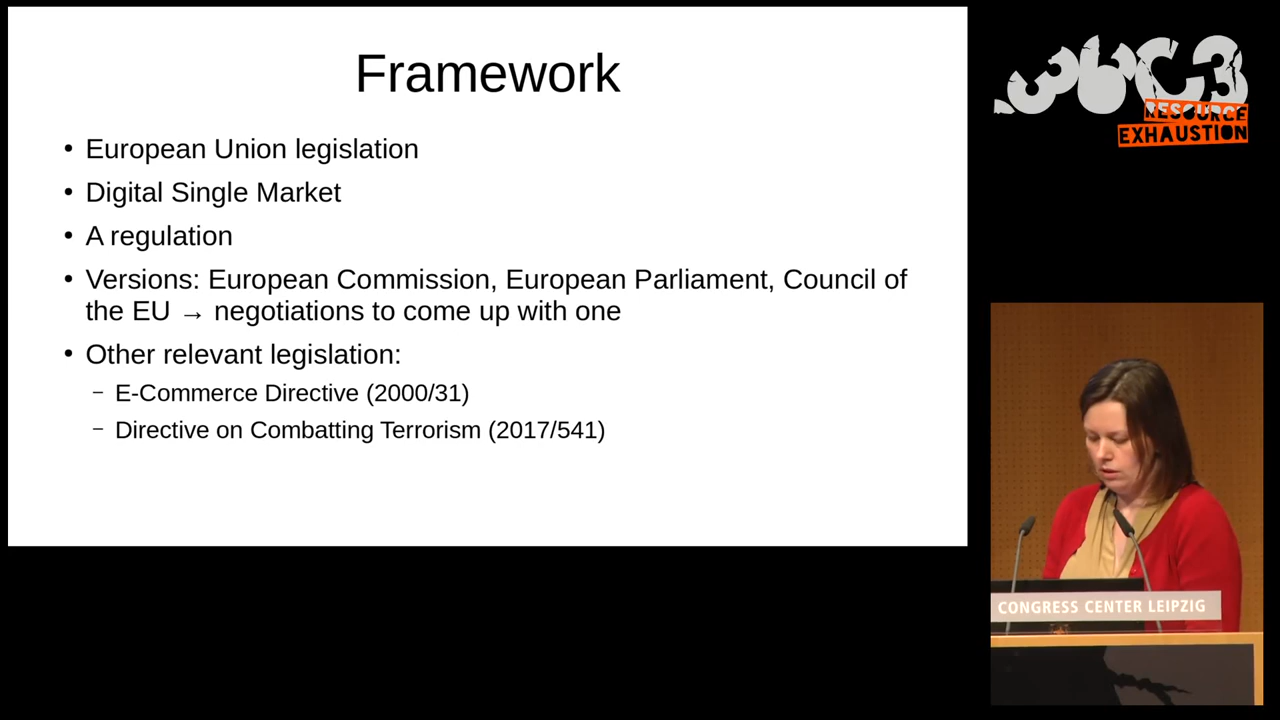 Framework
• European Union legislation
• Digital Single Market
• A regulation
• Versions: European Commission, European Parliament, Council of
the EU → negotiations to come up with one
• Other relevant legislation:
– E-Commerce Directive (2000/31)
– Directive on Combatting Terrorism (2017/541)
36C3
RESOURCE
EXHAUSTION
CONGRESS CENTER LEIPZIG